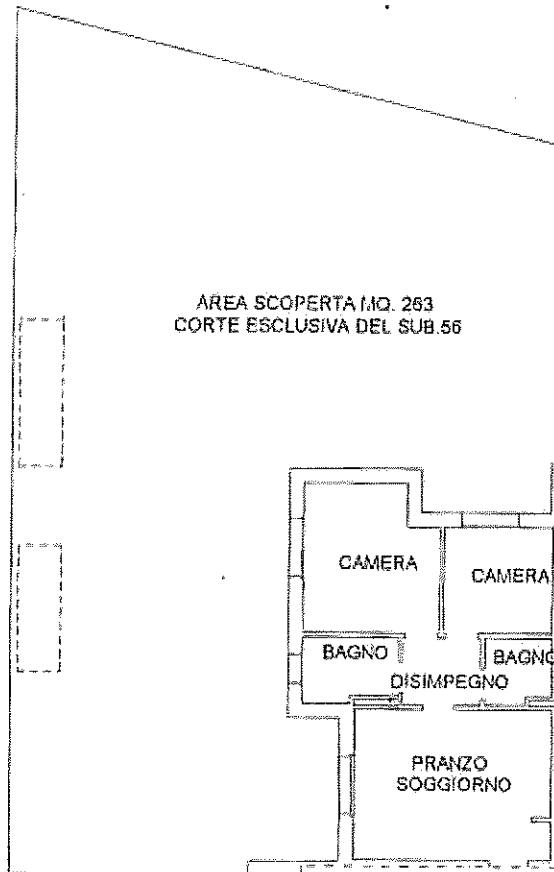 AREA SCOPERTA MQ. 263
CORTE ESCLUSIVA DEL SUB.56
CAMERA
CAMERA
BAGNO
BAGNO
DISIMPEGNO
PRANZO
SOGGIORNO